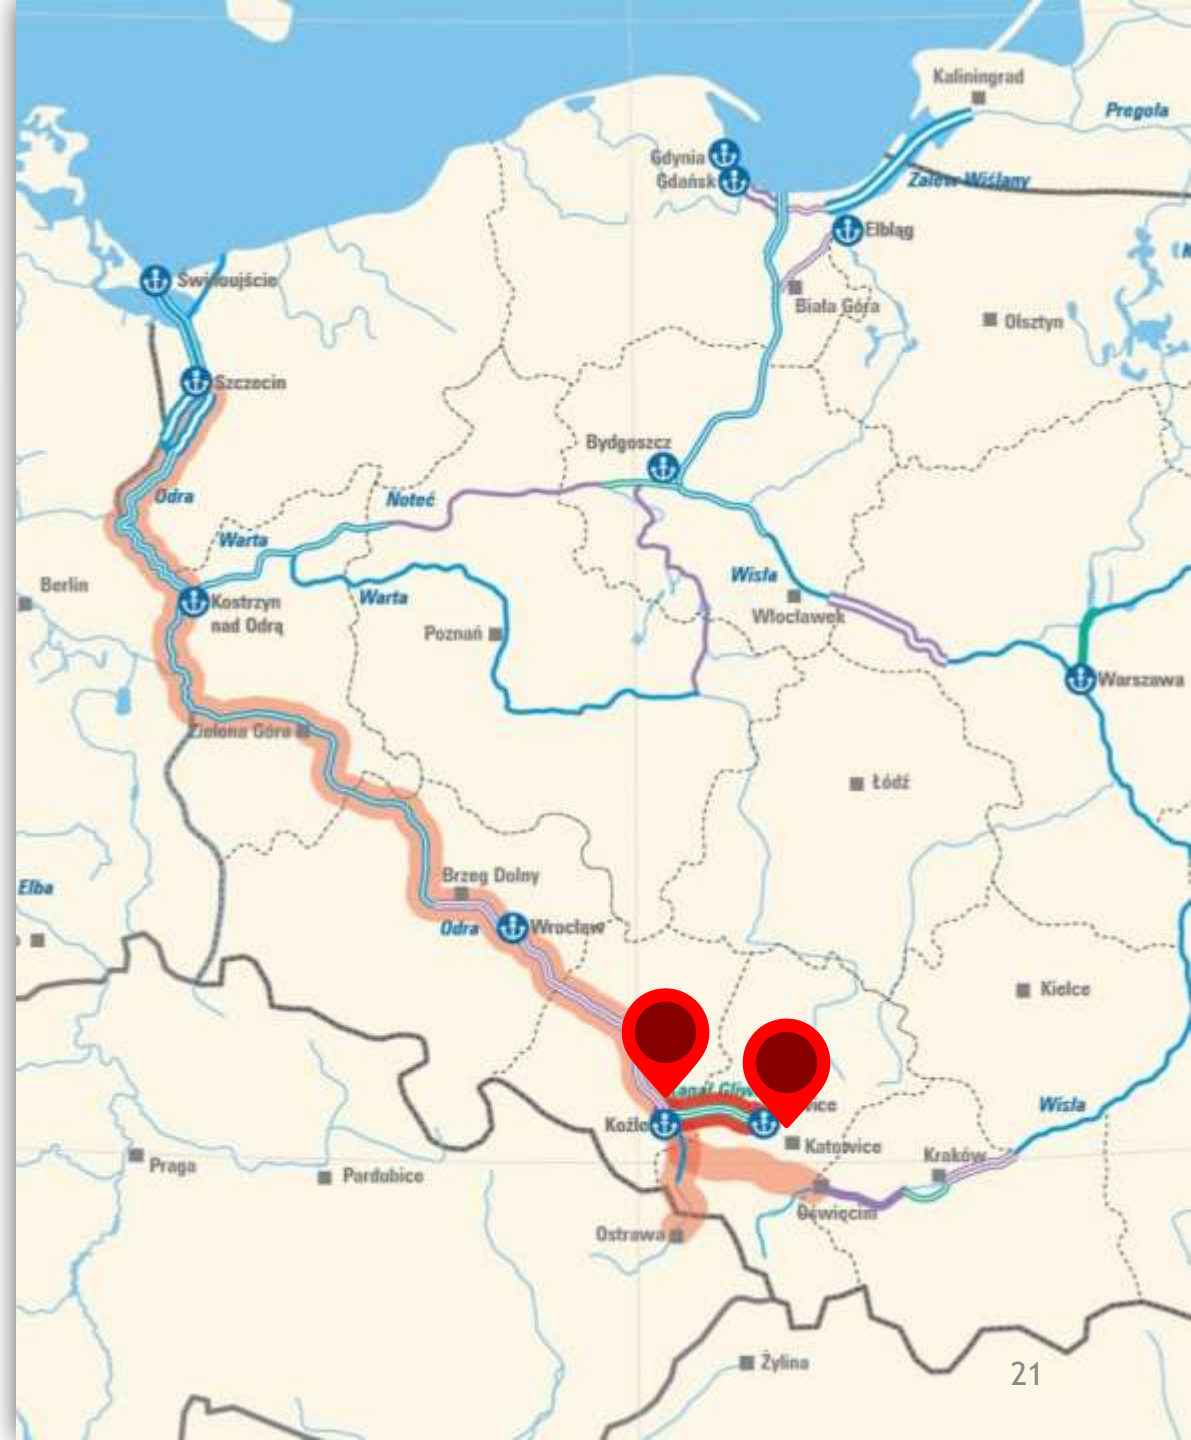 Kaliningrad
Pregoła
Gdynia
Gdańsk
Zalew Wiślany
Elbląg
Świnoujście
Biała Góra
Olsztyn
Szczecin
Bydgoszcz
Odra
Noteć
Warta
Berlin
Wisła
Warta
Kostrzyn
nad Odrą
Włocławek
Poznań
Warszawa
Zielona Góra
Łódź
Brzeg Dolny
Elba
Odra
Wrocław
Kielce
Wisła
Koźle
Katowice
Kraków
Praga
Pardubice
Oświęcim
Ostrawa
Żylina
21